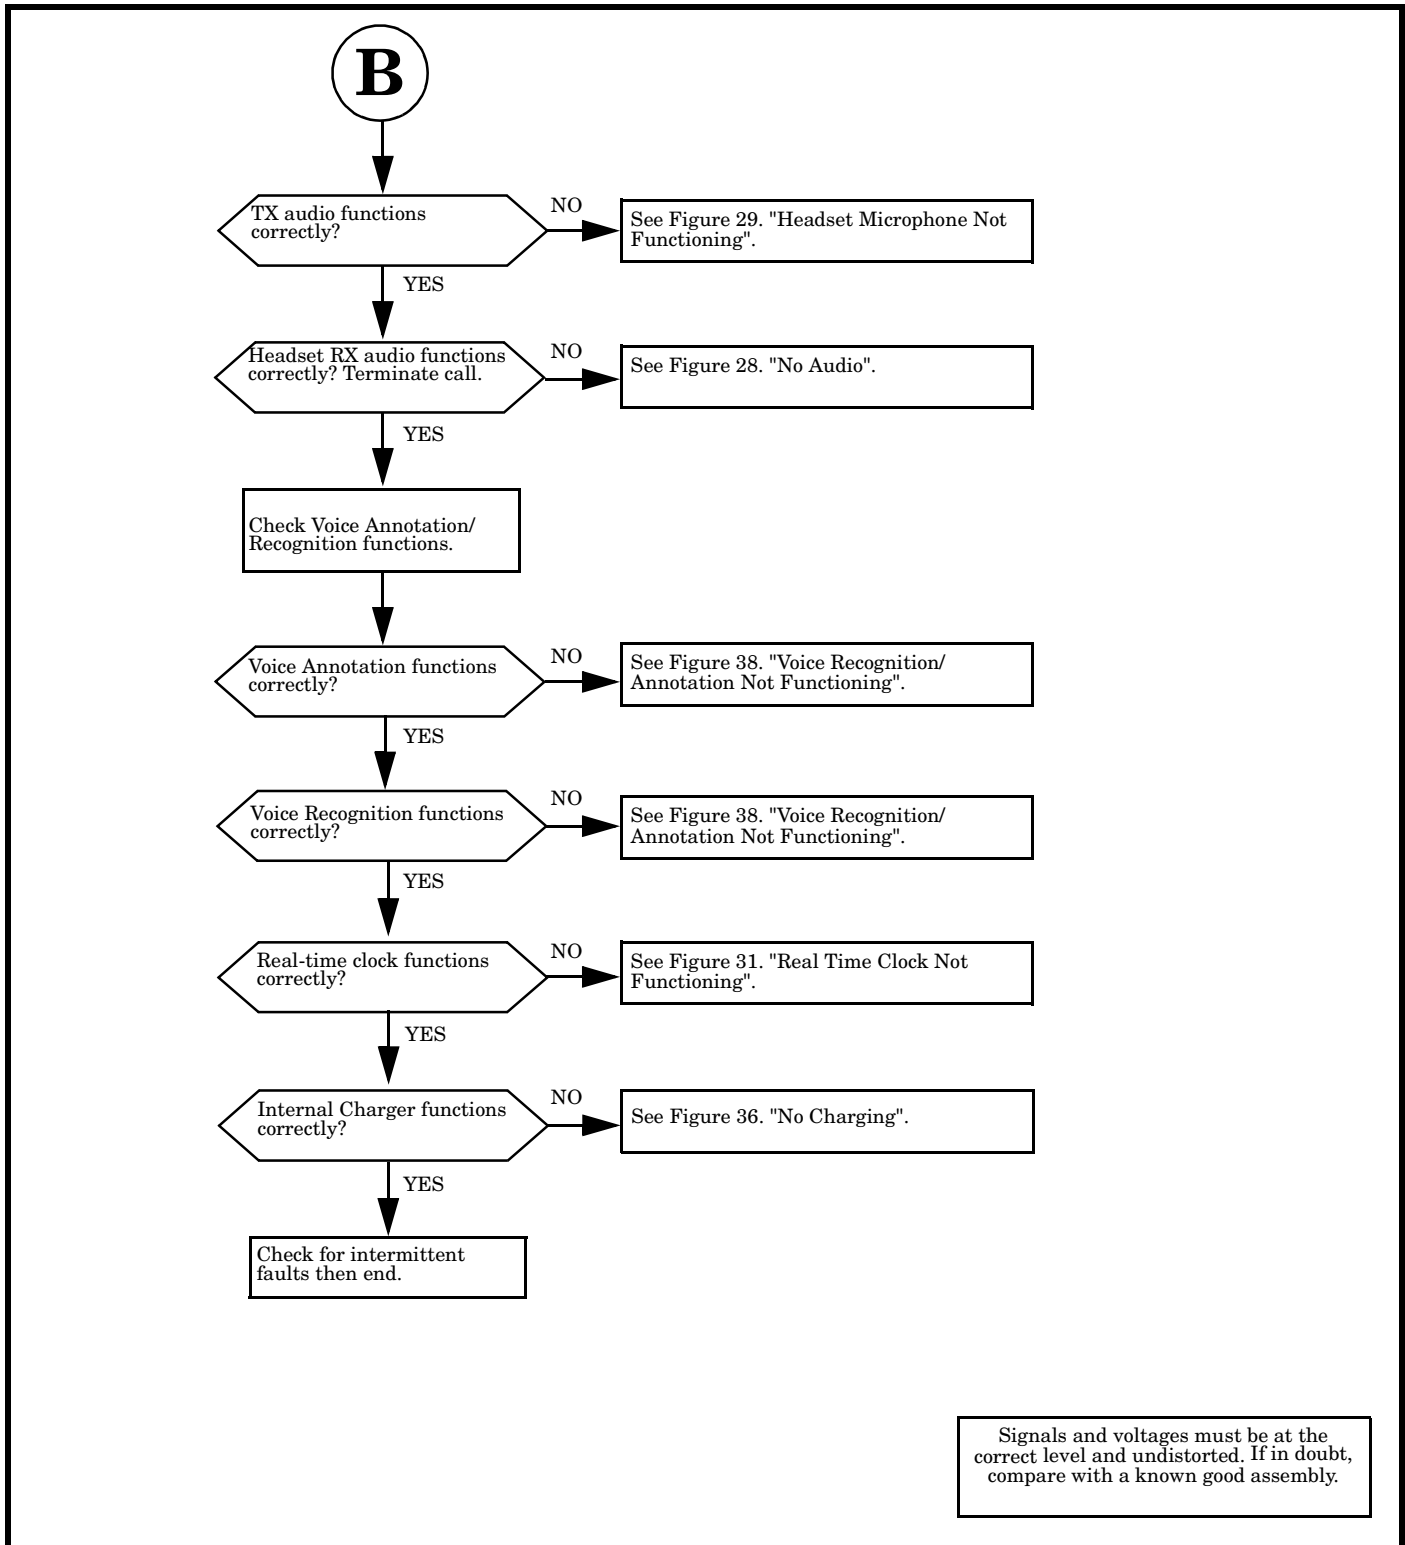 B
TX audio functions
correctly?
NO
See Figure 29. "Headset Microphone Not
Functioning".
YES
Headset RX audio functions
correctly? Terminate call.
NO
See Figure 28. "No Audio".
YES
Check Voice Annotation/
Recognition functions.
Voice Annotation functions
correctly?
NO
See Figure 38. "Voice Recognition/
Annotation Not Functioning".
YES
Voice Recognition functions
correctly?
NO
See Figure 38. "Voice Recognition/
Annotation Not Functioning".
YES
Real-time clock functions
correctly?
NO
See Figure 31. "Real Time Clock Not
Functioning".
YES
Internal Charger functions
correctly?
NO
See Figure 36. "No Charging".
YES
Check for intermittent
faults then end.
Signals and voltages must be at the
correct level and undistorted. If in doubt,
compare with a known good assembly.